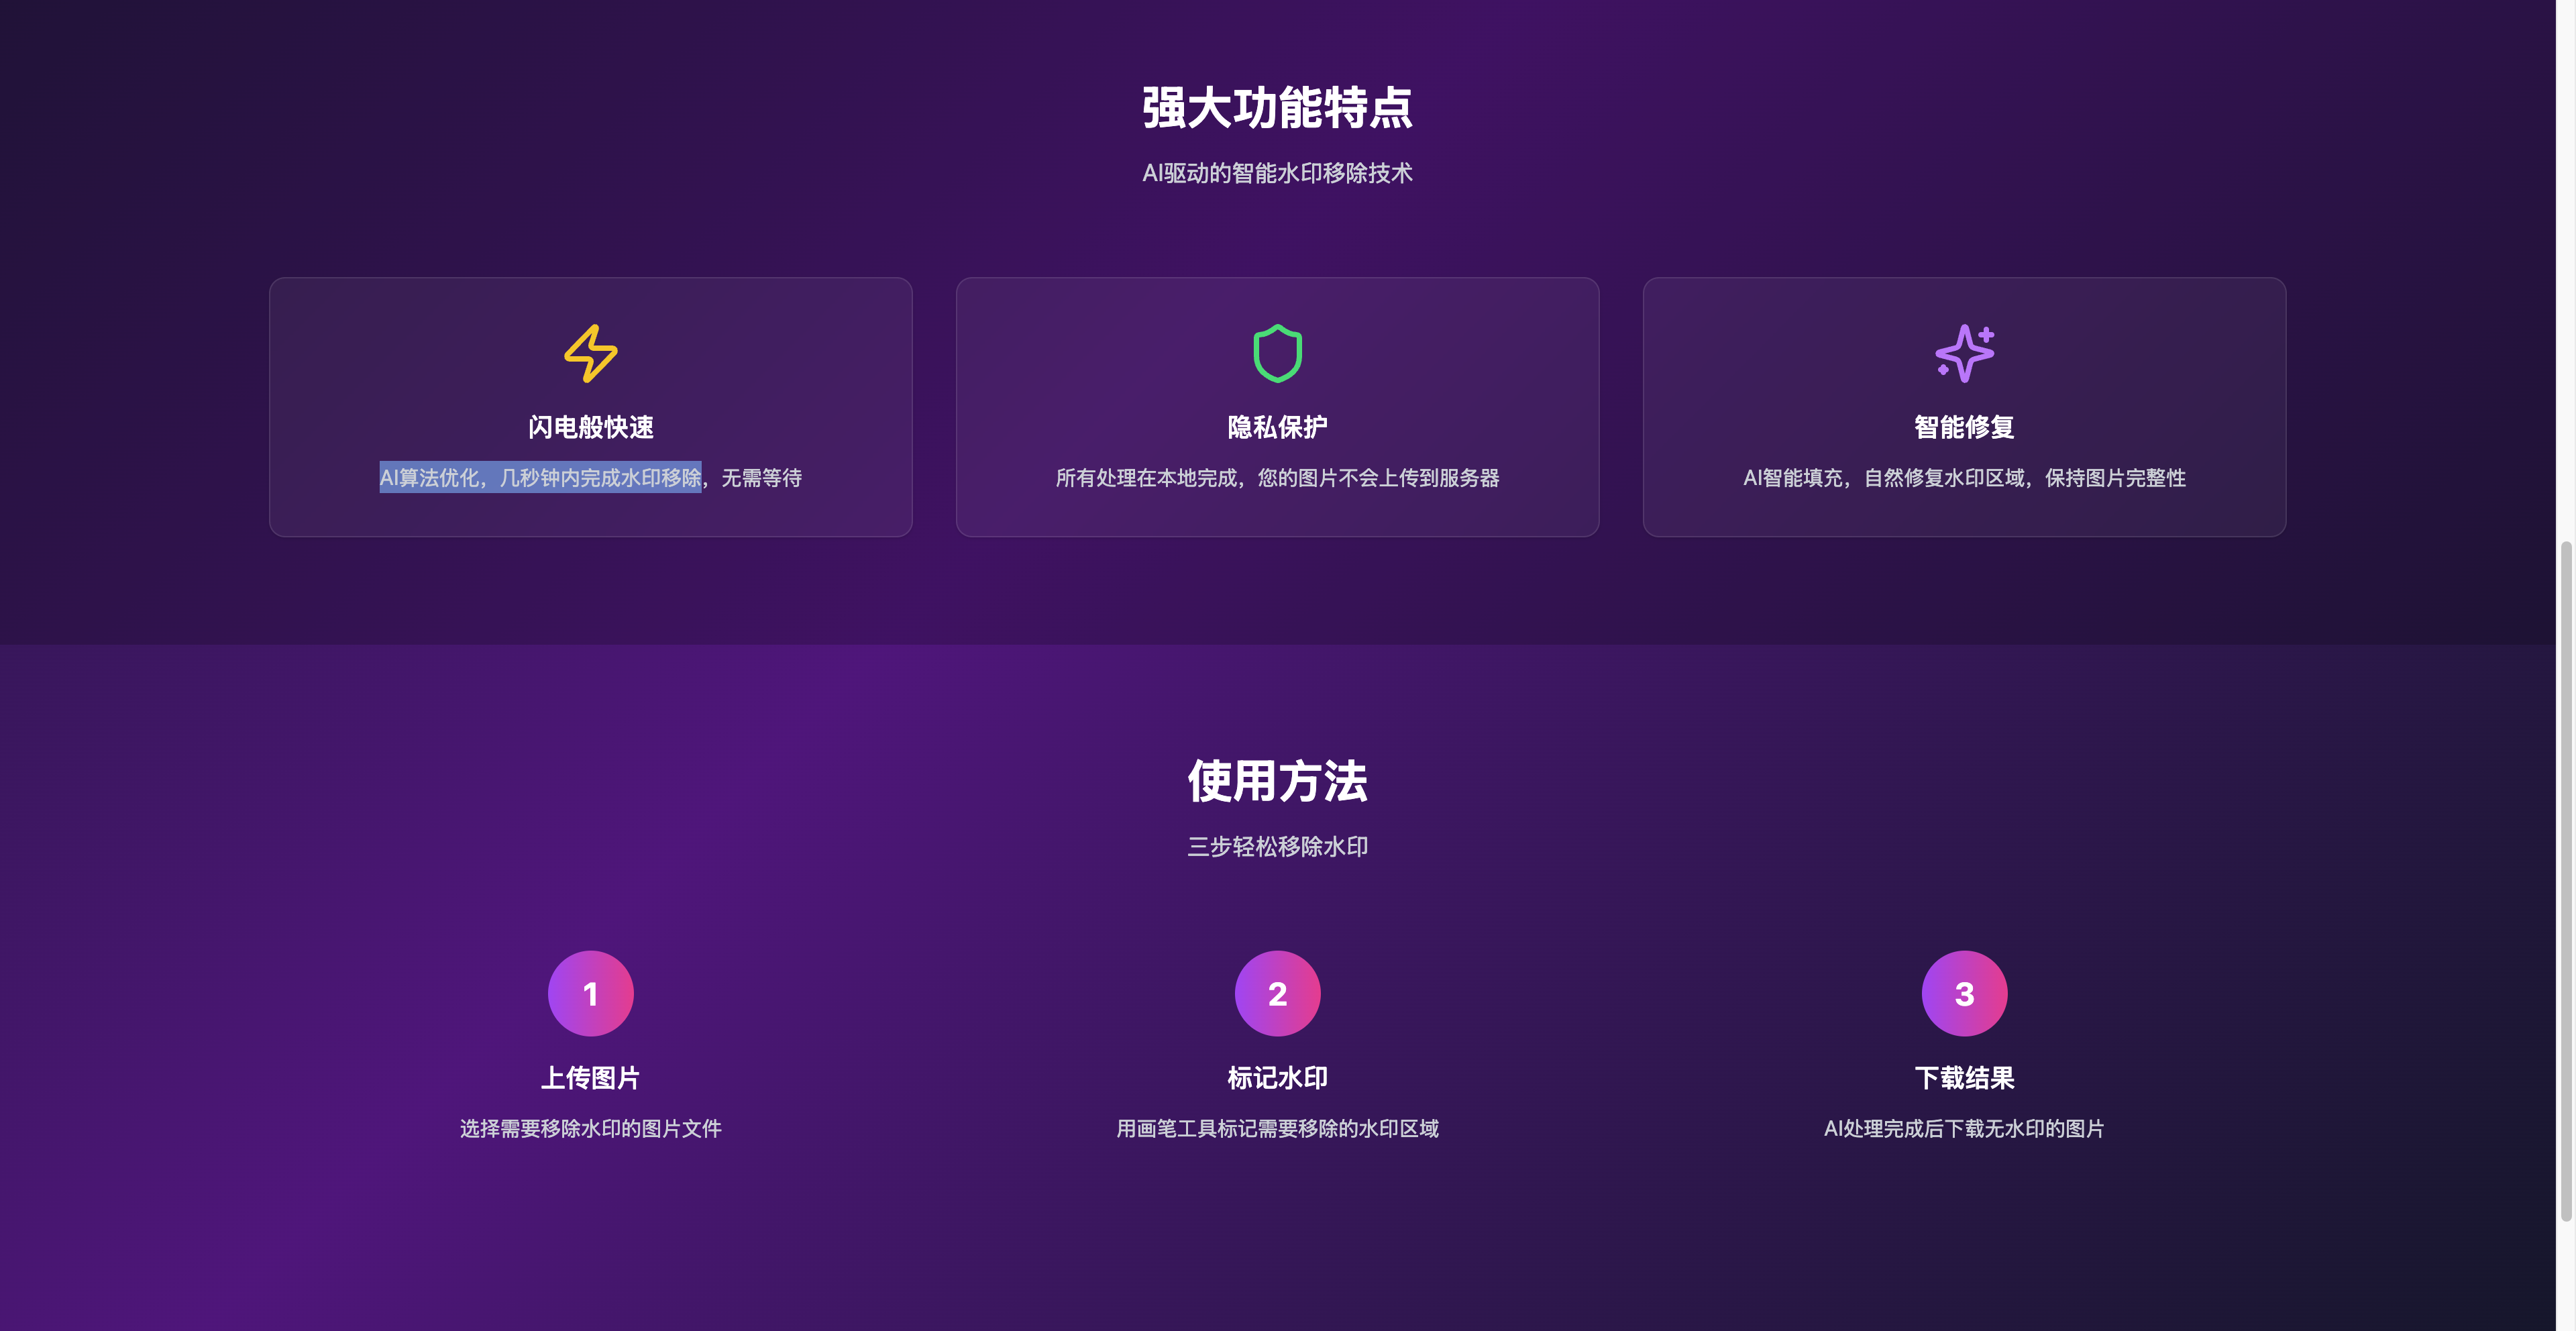 强大功能特点
AI驱动的智能水印移除技术
闪电般快速
AI算法优化，几秒钟内完成水印移除，无需等待
隐私保护
所有处理在本地完成，您的图片不会上传到服务器
智能修复
AI智能填充，自然修复水印区域，保持图片完整性
使用方法
三步轻松移除水印
1
上传图片
选择需要移除水印的图片文件
2
标记水印
用画笔工具标记需要移除的水印区域
3
下载结果
AI处理完成后下载无水印的图片